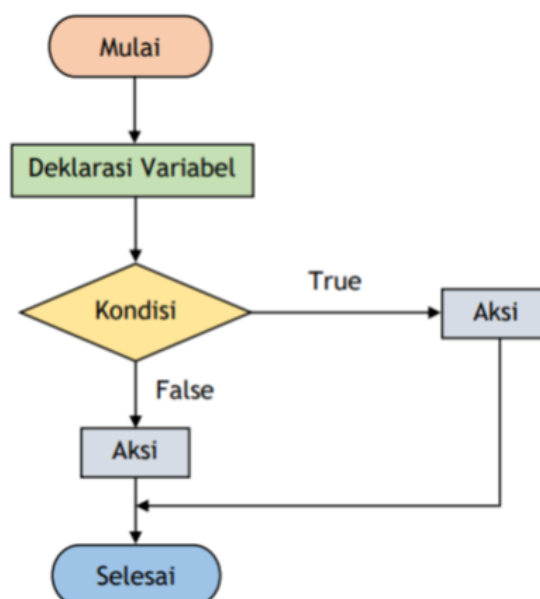 Mulai
Deklarasi Variabel
Kondisi
True
Aksi
False
Aksi
Selesai